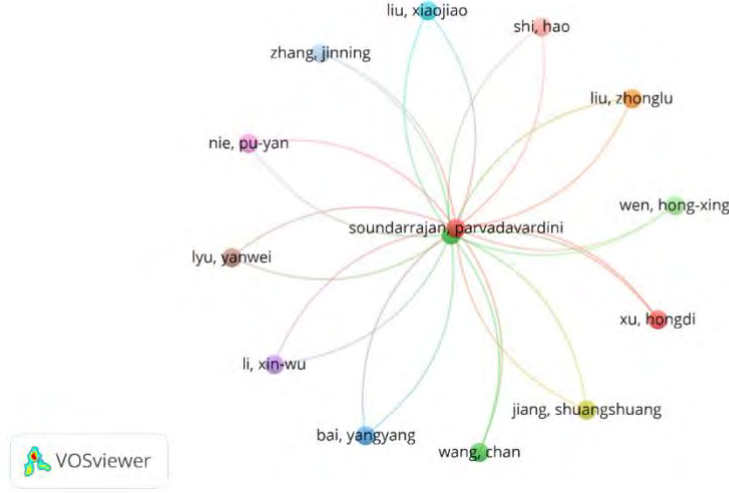 liu, xiaojiao
shi, hao
zhang, jinning
liu, zhonglu
nie, pu-yan
wen, hong-xing
soundarrajan, parvadavardini
lyu, yanwei
xu, hongdi
li, xin-wu
jiang, shuangshuang
bai, yangyang
wang, chan
VOSviewer